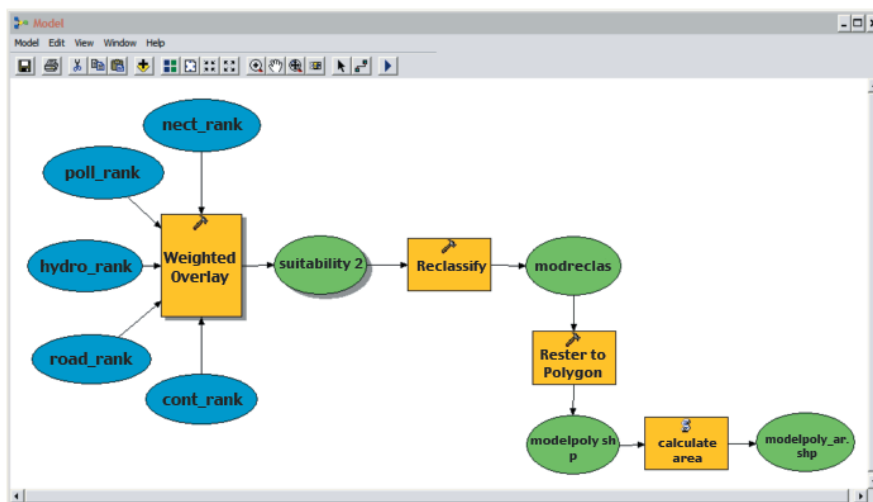 Model
Model Edit View Window Help
nect_rank
poll_rank
Weighted
Overlay
hydro_rank
suitability 2
Reclassify
modreclas
road_rank
Rester to
Polygon
cont_rank
modelpoly sh
p
calculate
area
modelpoly_ar.
shp